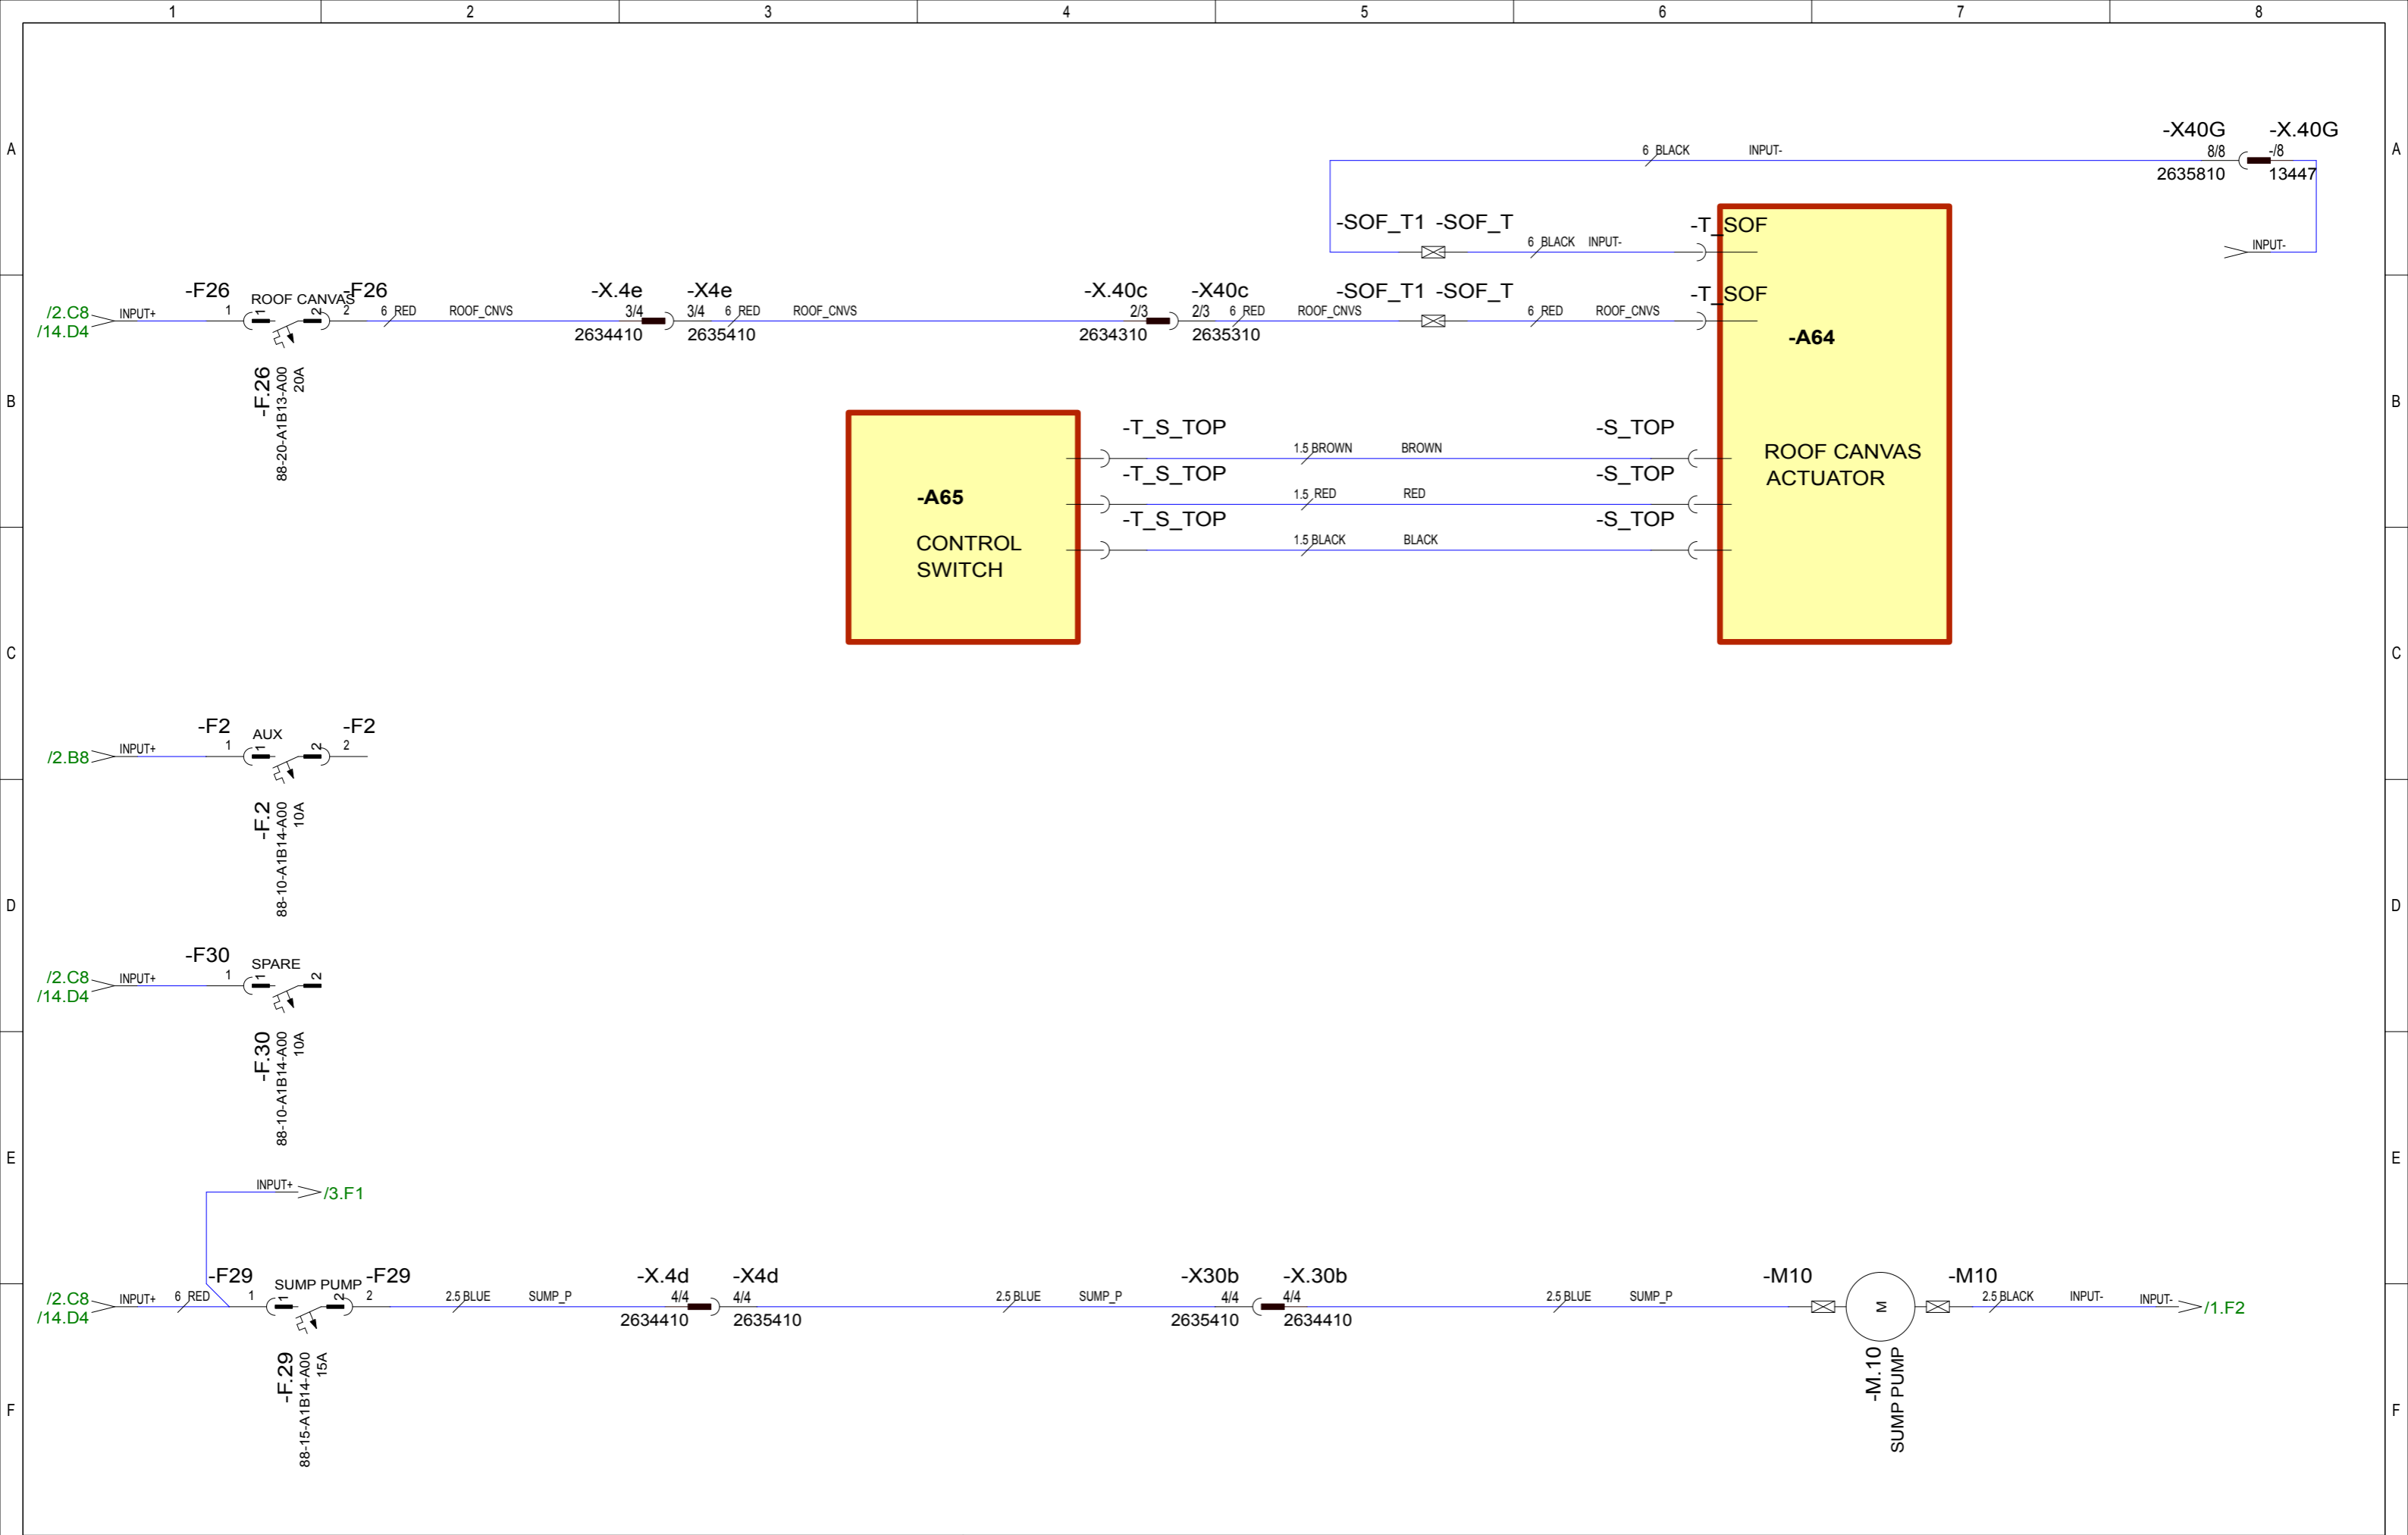 1 2 3 4 5 6 7 8
A
A
-X40G -X.40G
8/8 -/8
2635810 13447
6 BLACK INPUT-
-SOF_T1 -SOF_T
6 BLACK INPUT-
-T_SOF
INPUT-
/2.C8
/14.D4
INPUT+
-F26
1
ROOF CANVAS
1
2
-F26
2
6 RED ROOF_CNVS
-F.26
88-20-A1B13-A00
20A
-X.4e -X4e
3/4 3/4
2634410 2635410
6 RED ROOF_CNVS
-X.40c -X40c
2/3 2/3
2634310 2635310
6 RED ROOF_CNVS
-SOF_T1 -SOF_T
6 RED ROOF_CNVS
-T_SOF
-A64
ROOF CANVAS
ACTUATOR
B
B
-A65
CONTROL
SWITCH
-T_S_TOP
1.5 BROWN BROWN
-S_TOP
-T_S_TOP
1.5 RED RED
-S_TOP
-T_S_TOP
1.5 BLACK BLACK
-S_TOP
C
C
/2.B8
INPUT+
-F2
1
AUX
1
2
-F2
2
-F.2
88-10-A1B14-A00
10A
D
D
/2.C8
/14.D4
INPUT+
-F30
1
SPARE
1
2
-F.30
88-10-A1B14-A00
10A
E
E
INPUT+
/3.F1
/2.C8
/14.D4
INPUT+
6 RED
-F29
1
SUMP PUMP
1
2
-F29
2
2.5 BLUE SUMP_P
-F.29
88-15-A1B14-A00
15A
-X.4d -X4d
4/4 4/4
2634410 2635410
2.5 BLUE SUMP_P
-X30b -X.30b
4/4 4/4
2635410 2634410
2.5 BLUE SUMP_P
-M10
M
-M10
-M.10
SUMP PUMP
2.5 BLACK INPUT-
INPUT-
/1.F2
F
F